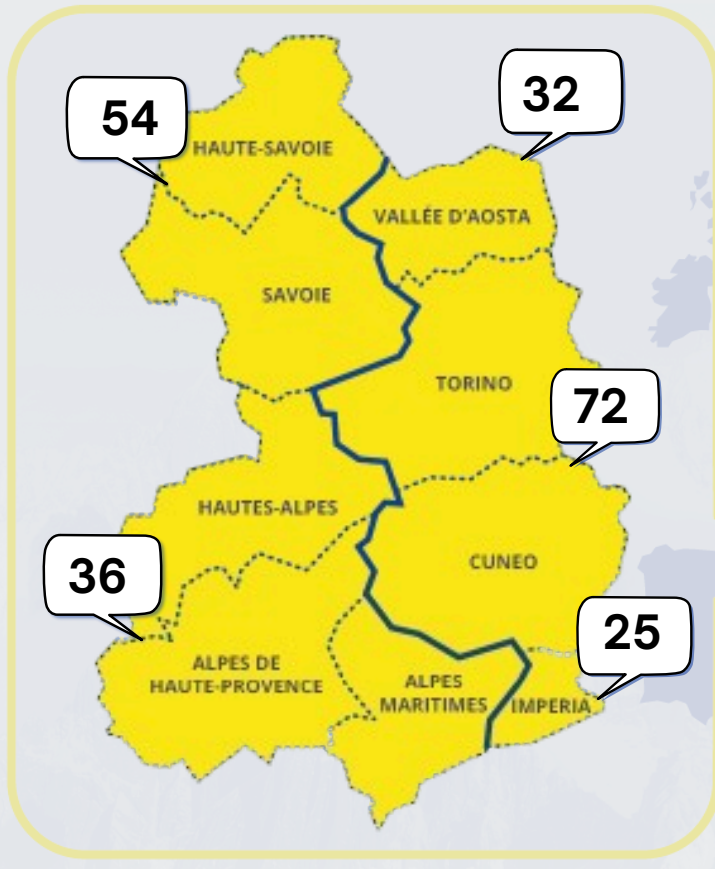 54
32
HAUTE-SAVOIE
VALLÉE D'AOSTA
SAVOIE
TORINO
72
HAUTES-ALPES
36
CUNEO
25
ALPES DE
HAUTE-PROVENCE
ALPES
MARITIMES
IMPERIA